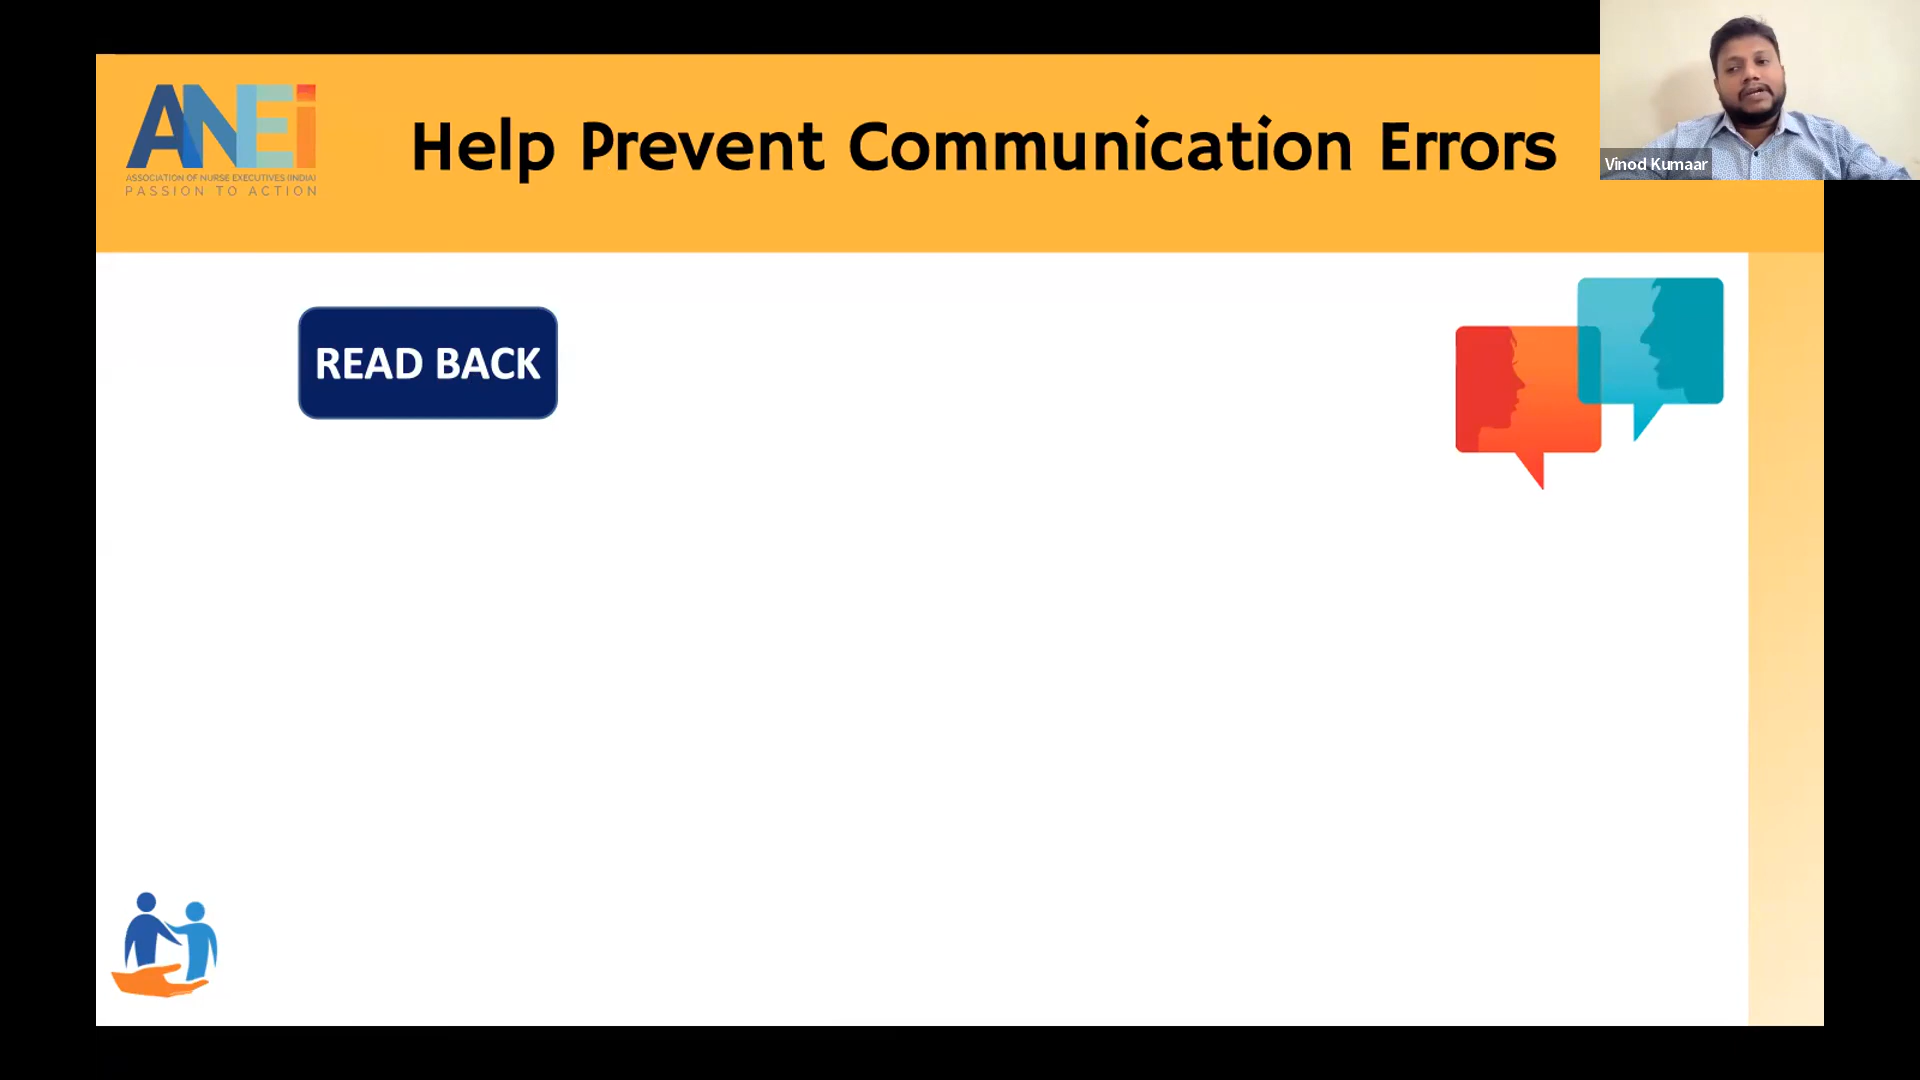 ANEi
ASSOCIATION OF NURSE EXECUTIVES (INDIA)
PASSION TO ACTION
Help Prevent Communication Errors
Vinod Kumaar
READ BACK